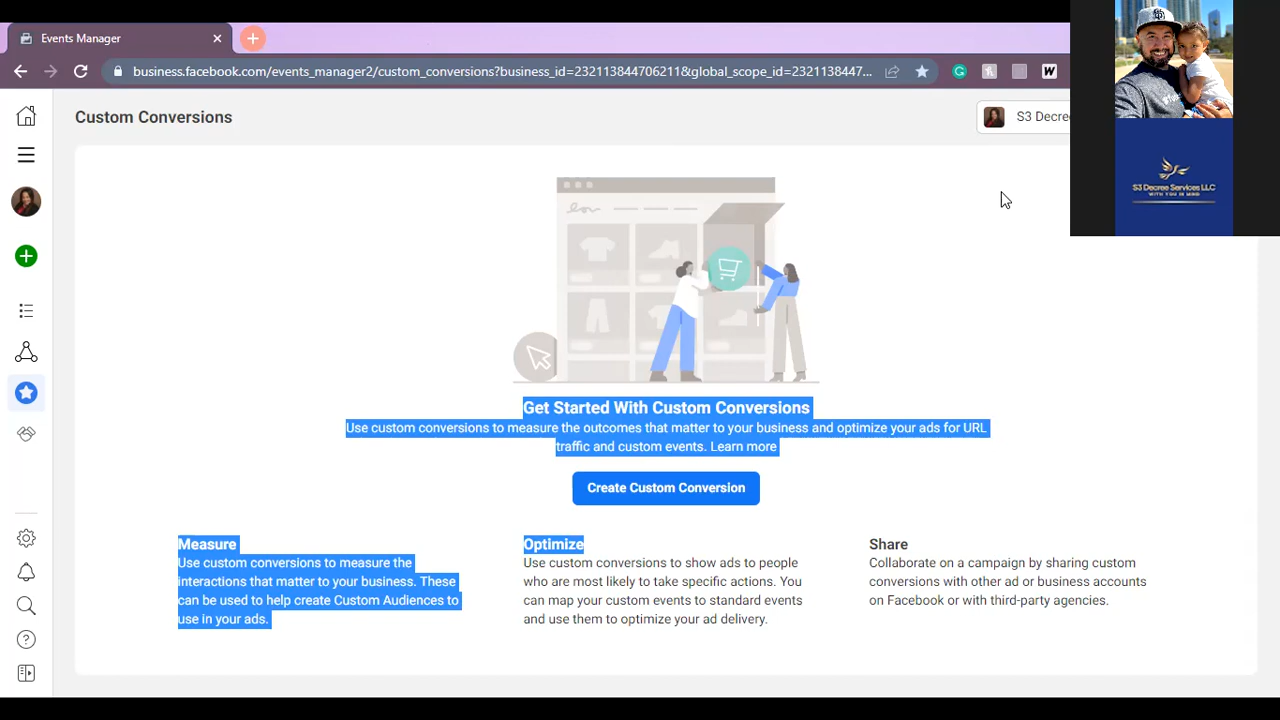 Events Manager
business.facebook.com/events_manager2/custom_conversions?business_id=232113844706211&global_scope_id=2321138447...
Custom Conversions
S3 Decre
S3 Decree Services LLC
WITH YOU IN MIND
Get Started With Custom Conversions
Use custom conversions to measure the outcomes that matter to your business and optimize your ads for URL
traffic and custom events. Learn more
Create Custom Conversion
Measure
Use custom conversions to measure the
interactions that matter to your business. These
can be used to help create Custom Audiences to
use in your ads.
Optimize
Use custom conversions to show ads to people
who are most likely to take specific actions. You
can map your custom events to standard events
and use them to optimize your ad delivery.
Share
Collaborate on a campaign by sharing custom
conversions with other ad or business accounts
on Facebook or with third-party agencies.